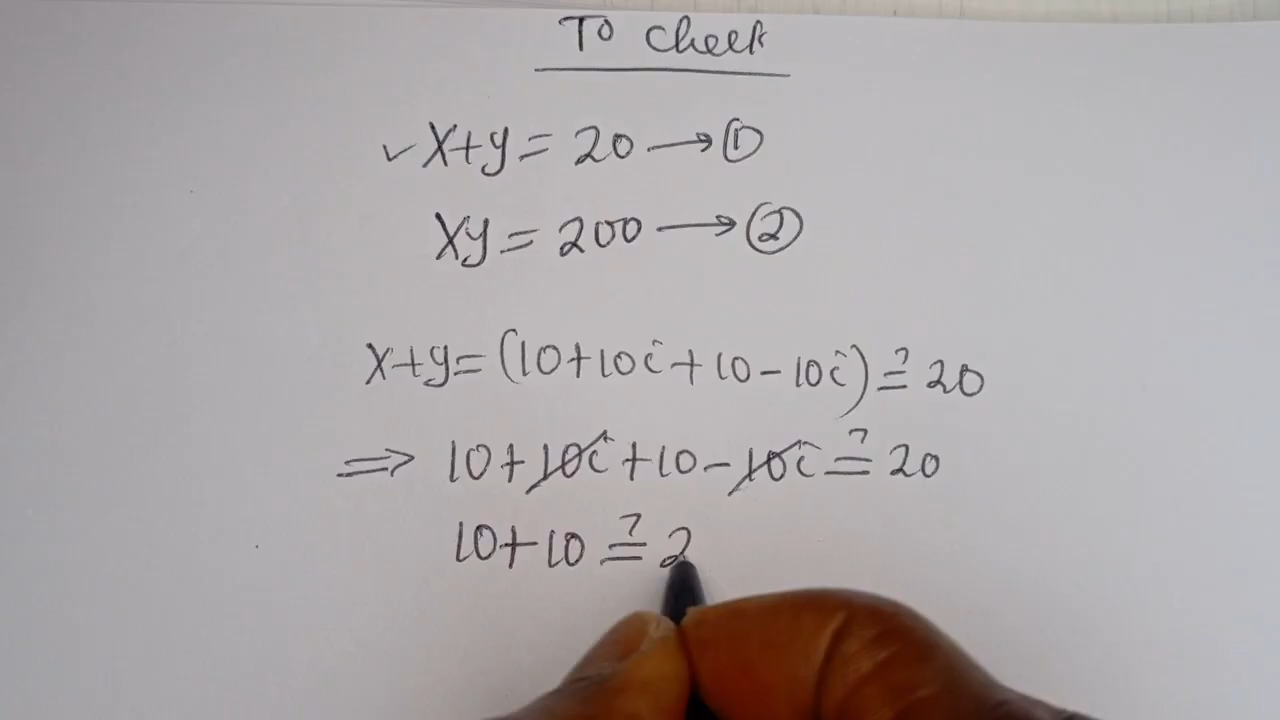 To Check
✓ x+y = 20 → ①
xy = 200 → ②
x+y = (10+10i+10-10i) ≟ 20
⇒ 10+10i+10-10i ≟ 20
10+10 ≟ 2